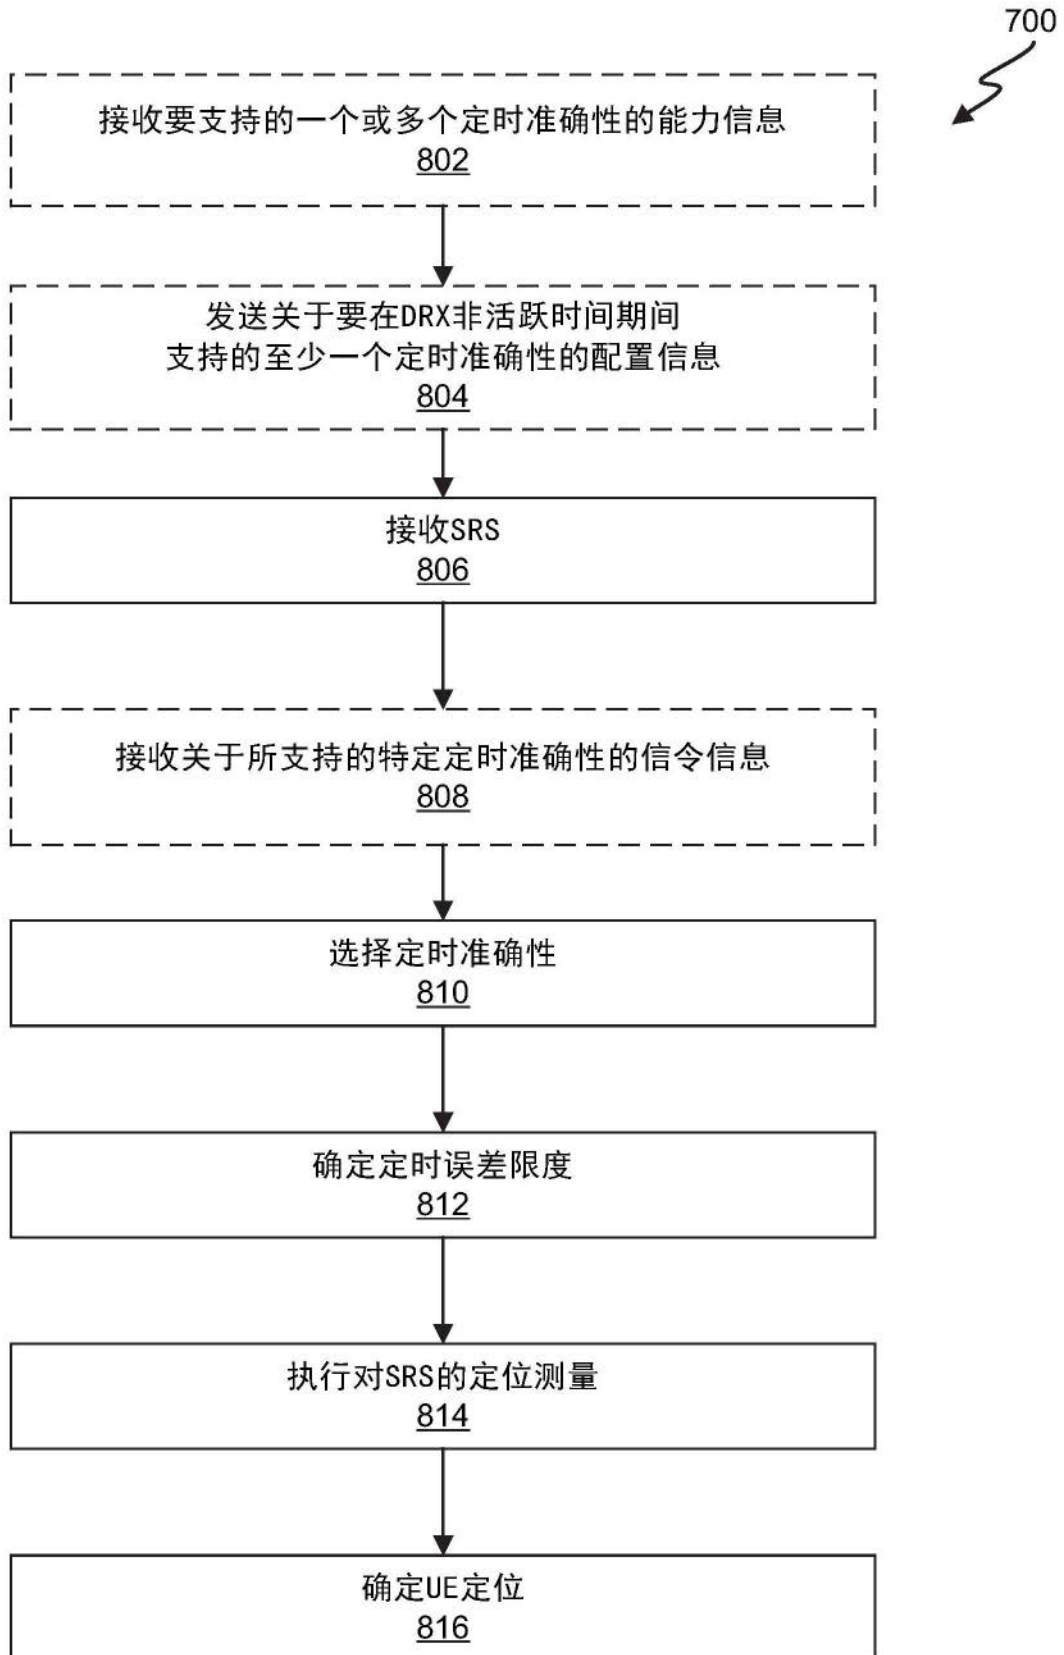 700
接收要支持的一个或多个定时准确性的能力信息
802
发送关于要在DRX非活跃时间期间
支持的至少一个定时准确性的配置信息
804
接收SRS
806
接收关于所支持的特定定时准确性的信令信息
808
选择定时准确性
810
确定定时误差限度
812
执行对SRS的定位测量
814
确定UE定位
816